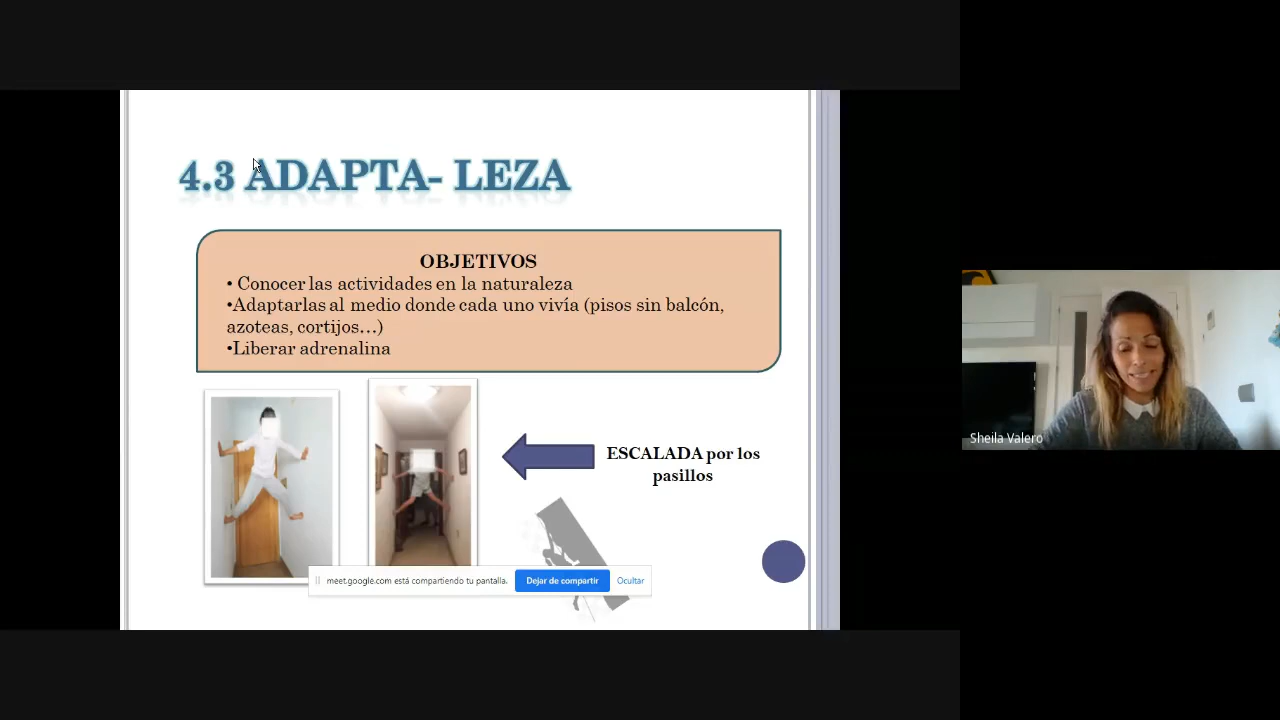 4.3 ADAPTA- LEZA
OBJETIVOS
• Conocer las actividades en la naturaleza
•Adaptarlas al medio donde cada uno vivía (pisos sin balcón,
azoteas, cortijos…)
•Liberar adrenalina
ESCALADA por los
pasillos
meet.google.com está compartiendo tu pantalla.
Dejar de compartir
Ocultar
Sheila Valero